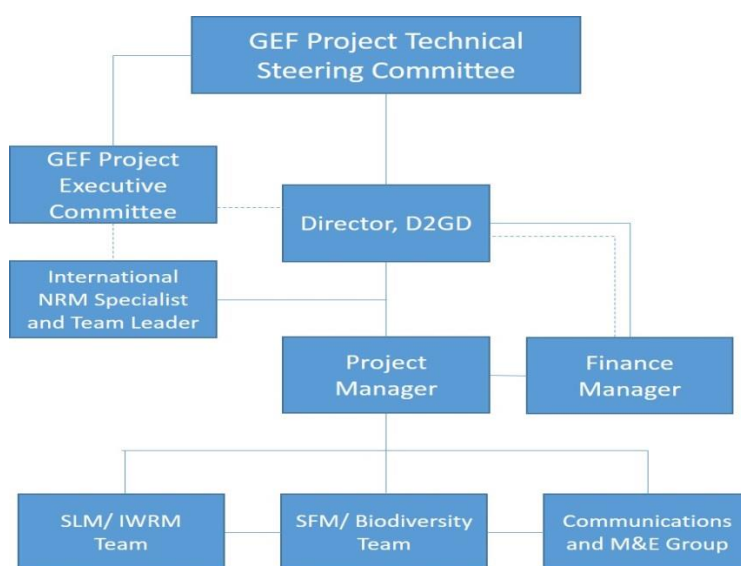 GEF Project Technical
Steering Committee
GEF Project
Executive
Committee
Director, D2GD
International
NRM Specialist
and Team Leader
Project
Manager
Finance
Manager
SLM/ IWRM
Team
SFM/ Biodiversity
Team
Communications
and M&E Group